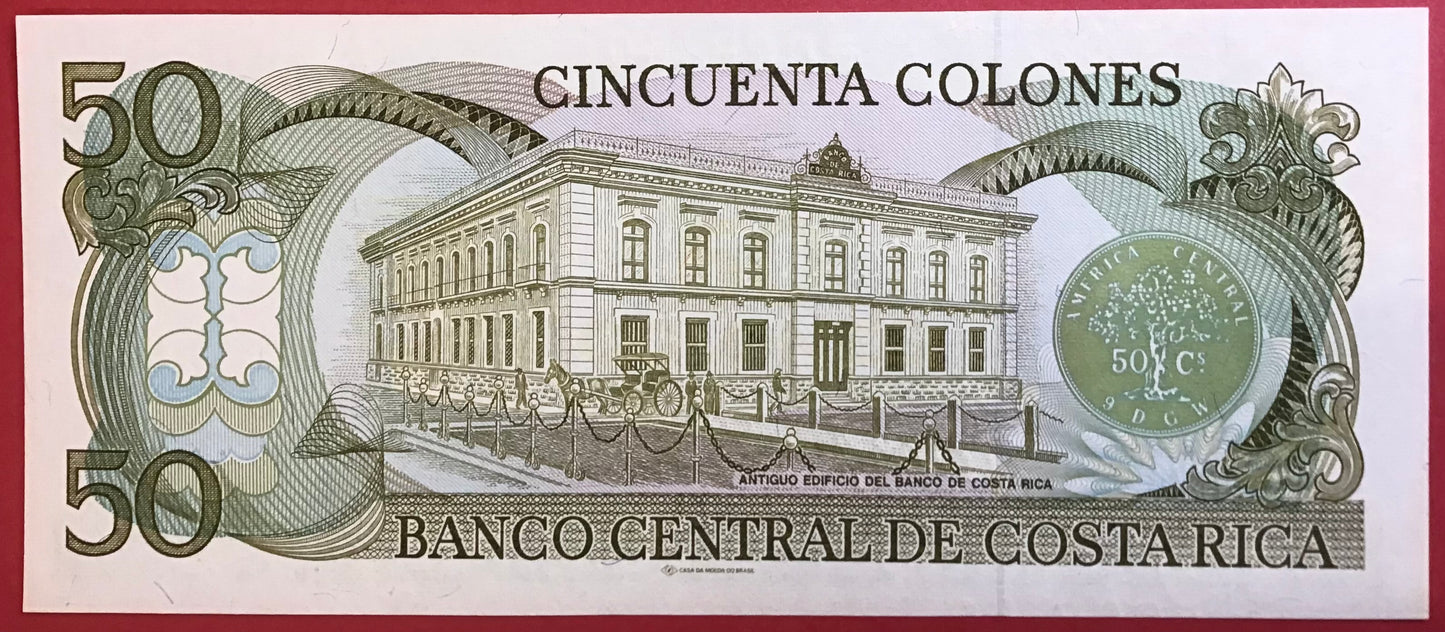 50
CINCUENTA COLONES
BANCO
DE
COSTA RICA
AMERICA CENTRAL
50 Cs
9 D G W
ANTIGUO EDIFICIO DEL BANCO DE COSTA RICA
50
BANCO CENTRAL DE COSTA RICA
CASA DA MOEDA DO BRASIL